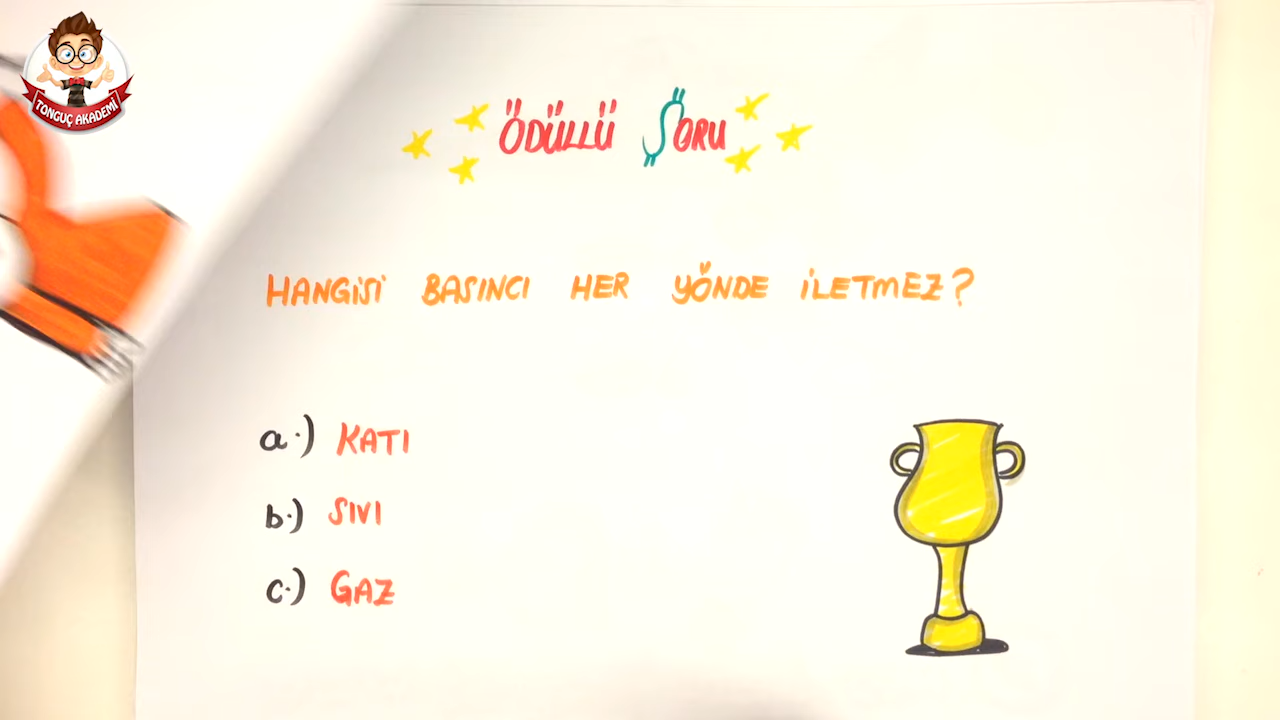 TONGUÇ AKADEMİ
ÖDÜLLÜ SORU
HANGİSİ BASINCI HER YÖNDE İLETMEZ?
a.) KATI
b.) SIVI
c.) GAZ